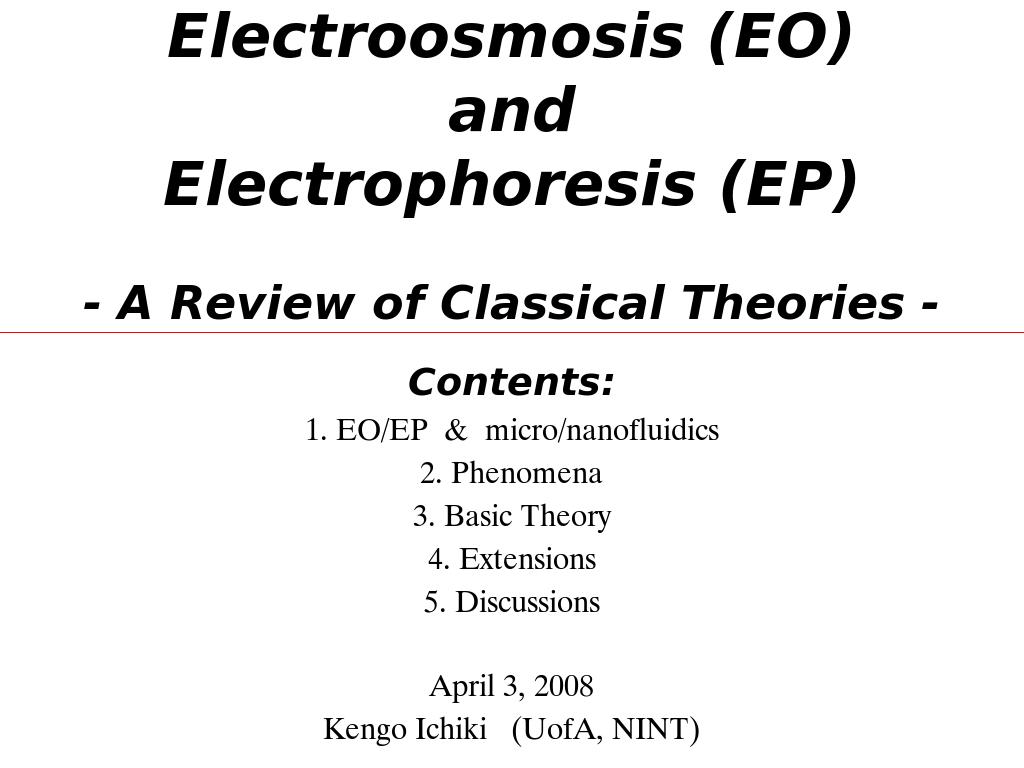 Electroosmosis (EO)
and
Electrophoresis (EP)
- A Review of Classical Theories -
Contents:
1. EO/EP & micro/nanofluidics
2. Phenomena
3. Basic Theory
4. Extensions
5. Discussions
April 3, 2008
Kengo Ichiki (UofA, NINT)